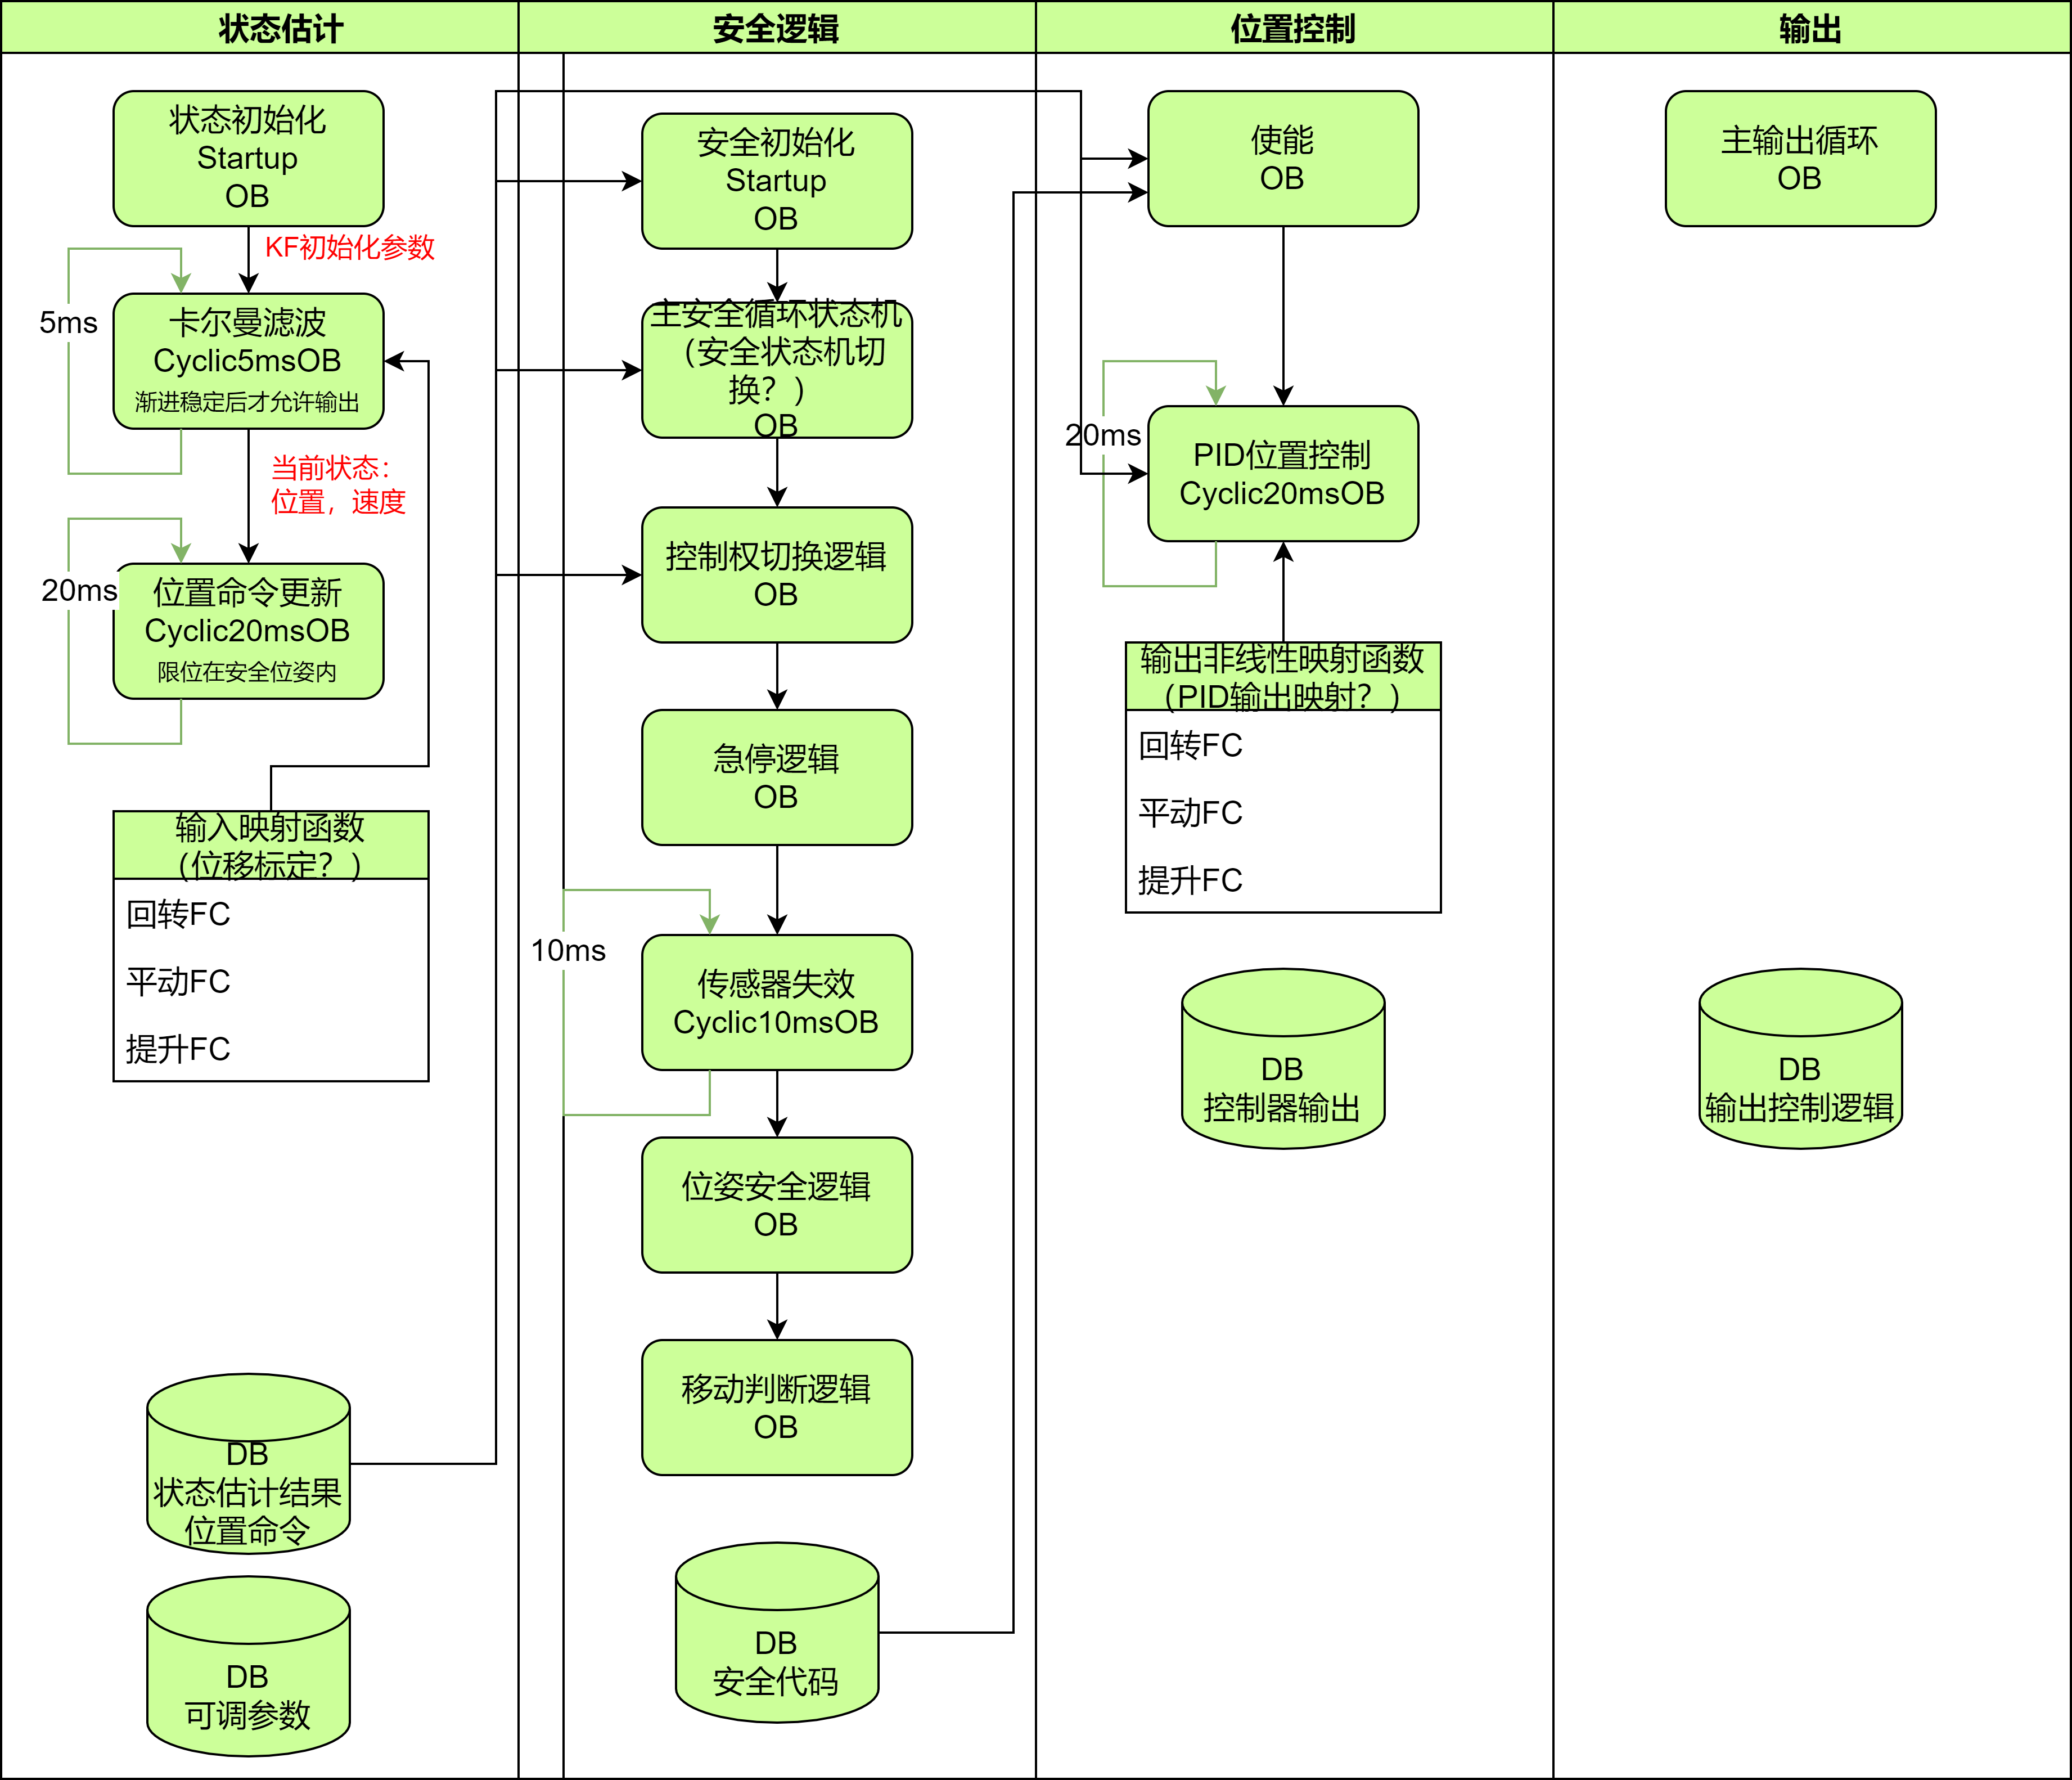 状态估计
安全逻辑
位置控制
输出
状态初始化
Startup
OB
KF初始化参数
5ms
卡尔曼滤波
Cyclic5msOB
渐进稳定后才允许输出
当前状态：
位置，速度
20ms
位置命令更新
Cyclic20msOB
限位在安全位姿内
输入映射函数
（位移标定？）
回转FC
平动FC
提升FC
DB
状态估计结果
位置命令
DB
可调参数
安全初始化
Startup
OB
主安全循环状态机
（安全状态机切
换？）
OB
控制权切换逻辑
OB
急停逻辑
OB
10ms
传感器失效
Cyclic10msOB
位姿安全逻辑
OB
移动判断逻辑
OB
DB
安全代码
使能
OB
20ms
PID位置控制
Cyclic20msOB
输出非线性映射函数
（PID输出映射？）
回转FC
平动FC
提升FC
DB
控制器输出
主输出循环
OB
DB
输出控制逻辑